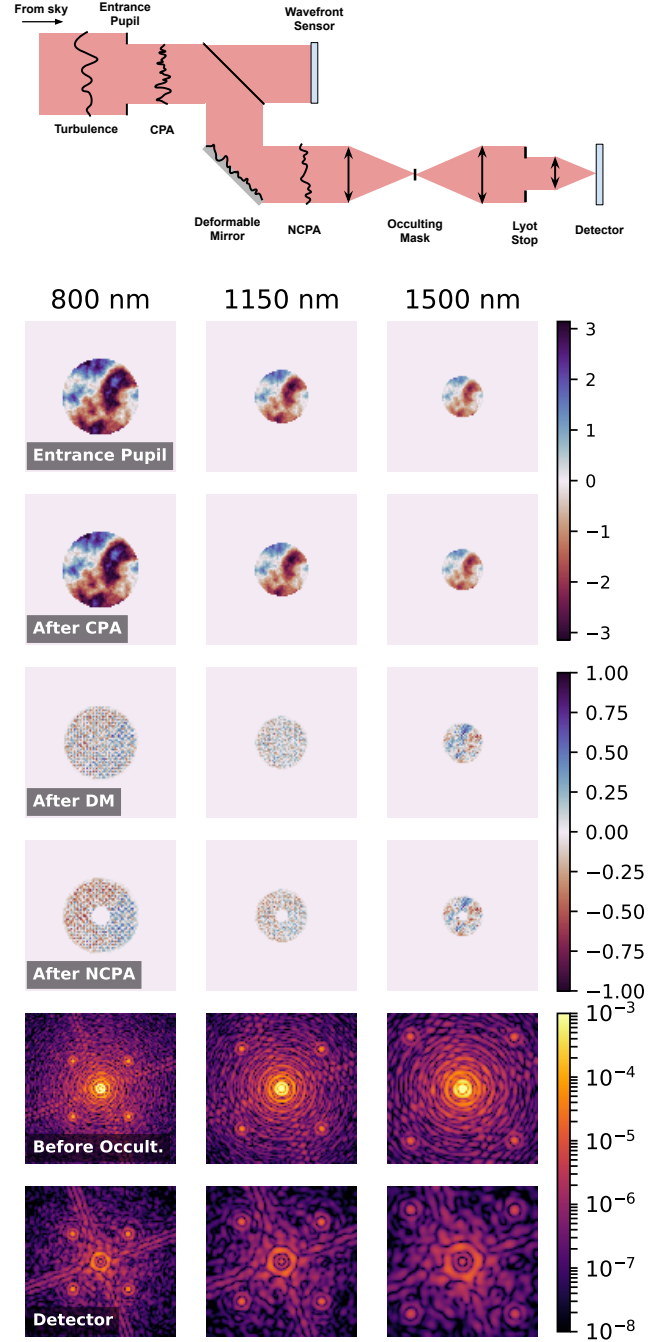 From sky
Entrance
Pupil
Wavefront
Sensor
Turbulence
CPA
Deformable
Mirror
NCPA
Occulting
Mask
Lyot
Stop
Detector
800 nm
1150 nm
1500 nm
Entrance Pupil
3
2
1
0
−1
−2
−3
After CPA
After DM
1.00
0.75
0.50
0.25
0.00
−0.25
−0.50
−0.75
−1.00
After NCPA
Before Occult.
Detector
10⁻³
10⁻⁴
10⁻⁵
10⁻⁶
10⁻⁷
10⁻⁸